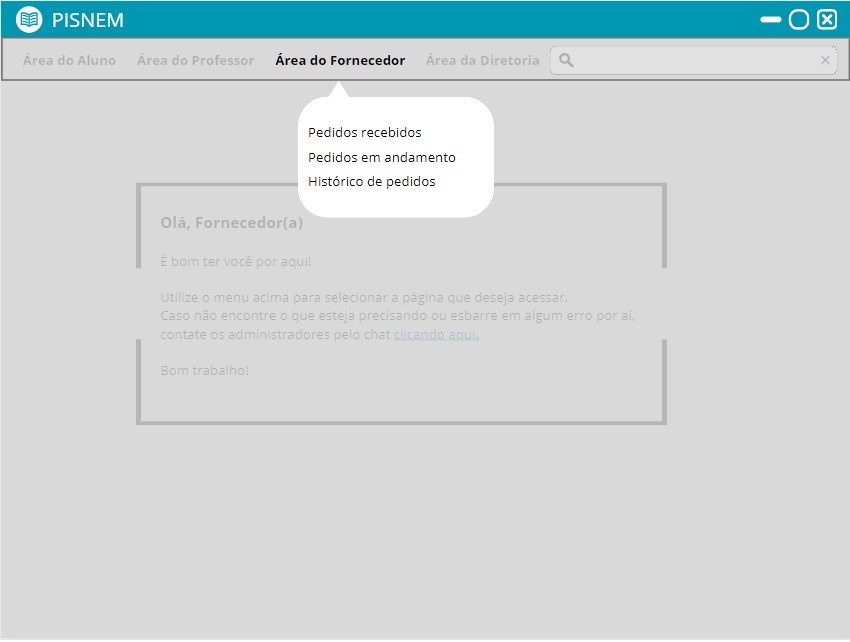 PISNEM
Área do Aluno Área do Professor Área do Fornecedor Área da Diretoria
Pedidos recebidos
Pedidos em andamento
Histórico de pedidos
Olá, Fornecedor(a)
É bom ter você por aqui!
Utilize o menu acima para selecionar a página que deseja acessar.
Caso não encontre o que esteja precisando ou esbarre em algum erro por aí,
contate os administradores pelo chat clicando aqui.
Bom trabalho!